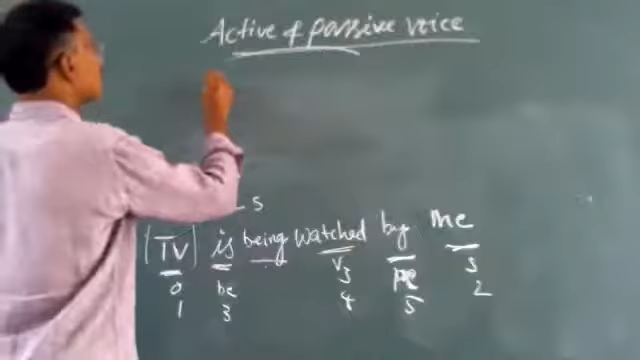 Active & passive voice
s
(TV) is being watched by me
O be V3 s
1 3 4 5 2